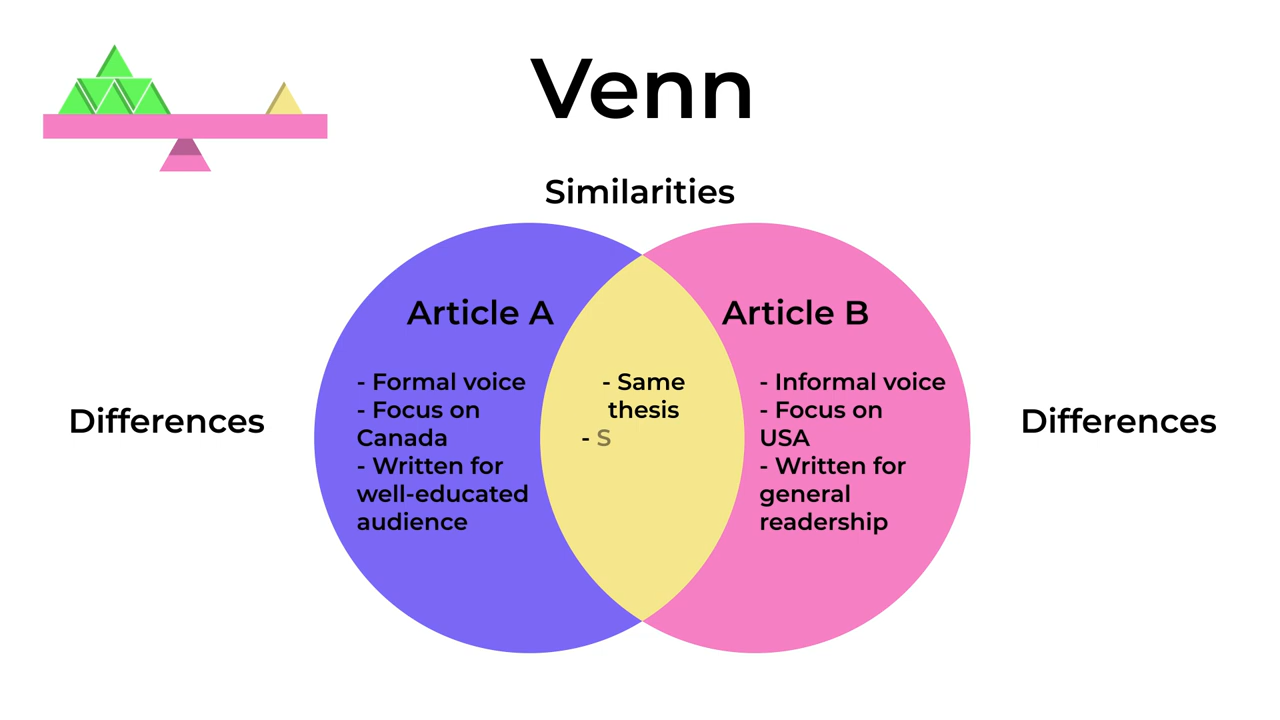 Venn
Similarities
Differences
Article A
- Formal voice
- Focus on
Canada
- Written for
well-educated
audience
- Same
thesis
- S
Article B
- Informal voice
- Focus on
USA
- Written for
general
readership
Differences